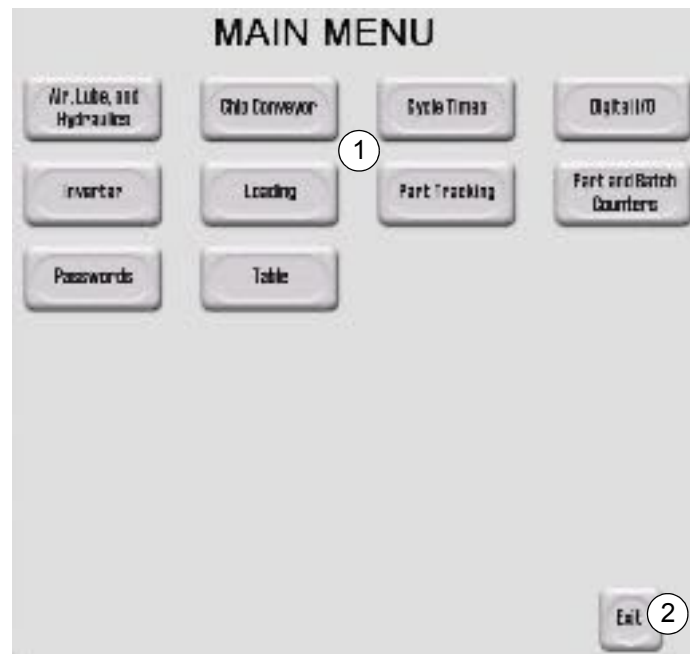 MAIN MENU
Air, Lube, and
Hydraulics
Chip Conveyor
Cycle Times
Digital I/O
1
Inverter
Loading
Part Tracking
Part and Batch
Counters
Passwords
Table
Exit
2